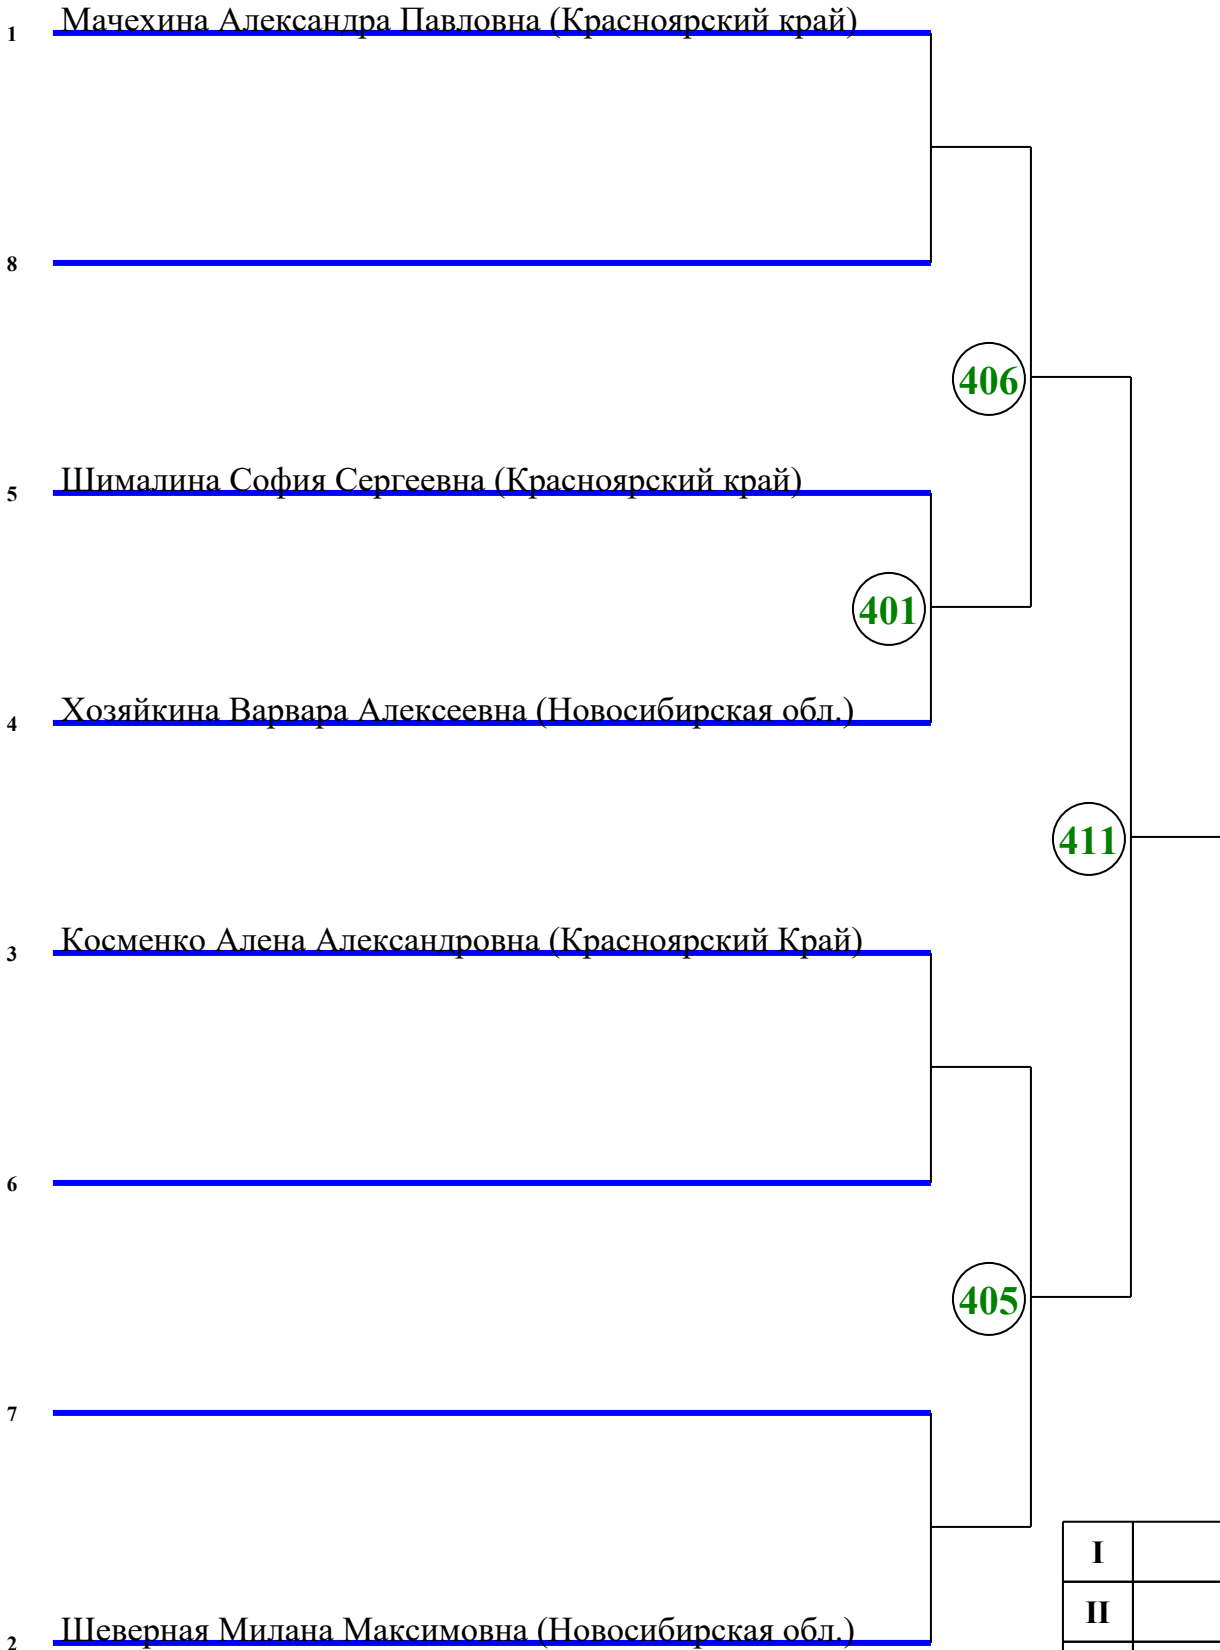 1 Мачехина Александра Павловна (Красноярский край)
8
406
5 Шималина София Сергеевна (Красноярский край)
401
4 Хозяйкина Варвара Алексеевна (Новосибирская обл.)
411
3 Косменко Алена Александровна (Красноярский Край)
6
405
7
I
II
2 Шеверная Милана Максимовна (Новосибирская обл.)